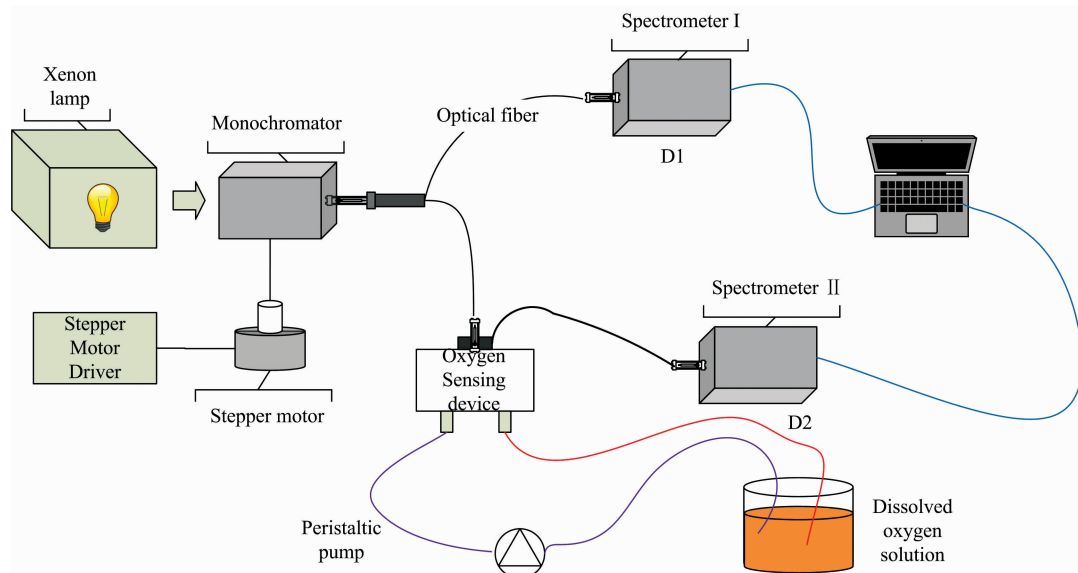 Xenon
lamp
Monochromator
Optical fiber
Spectrometer I
D1
Stepper
Motor
Driver
Stepper motor
Oxygen
Sensing
device
Spectrometer Ⅱ
D2
Peristaltic
pump
Dissolved
oxygen
solution